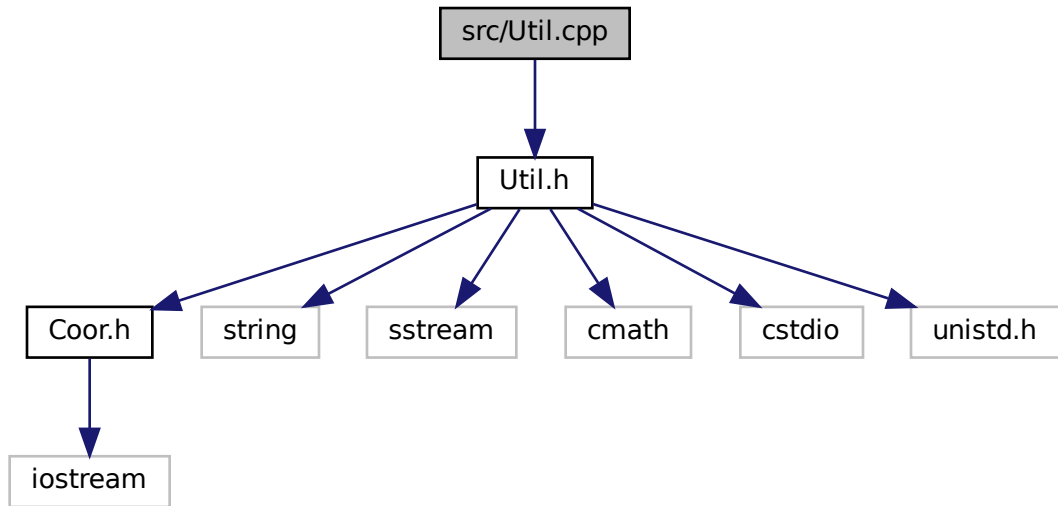 src/Util.cpp
Util.h
Coor.h
string
sstream
cmath
cstdio
unistd.h
iostream